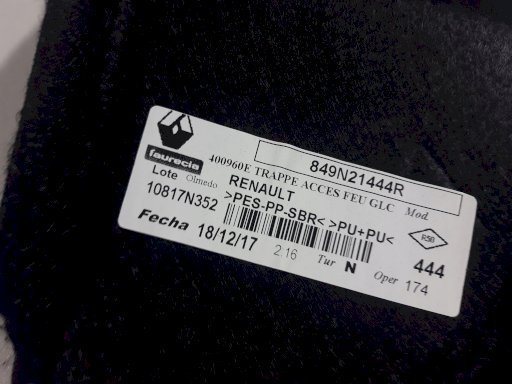 849N21444R
faurecia
400960E TRAPPE ACCES FEU GLC Mod
Lote Olmedo RENAULT
10817N352 >PES-PP-SBR< >PU+PU<
R58
Fecha 18/12/17 2.16 Tur N Oper 174
444